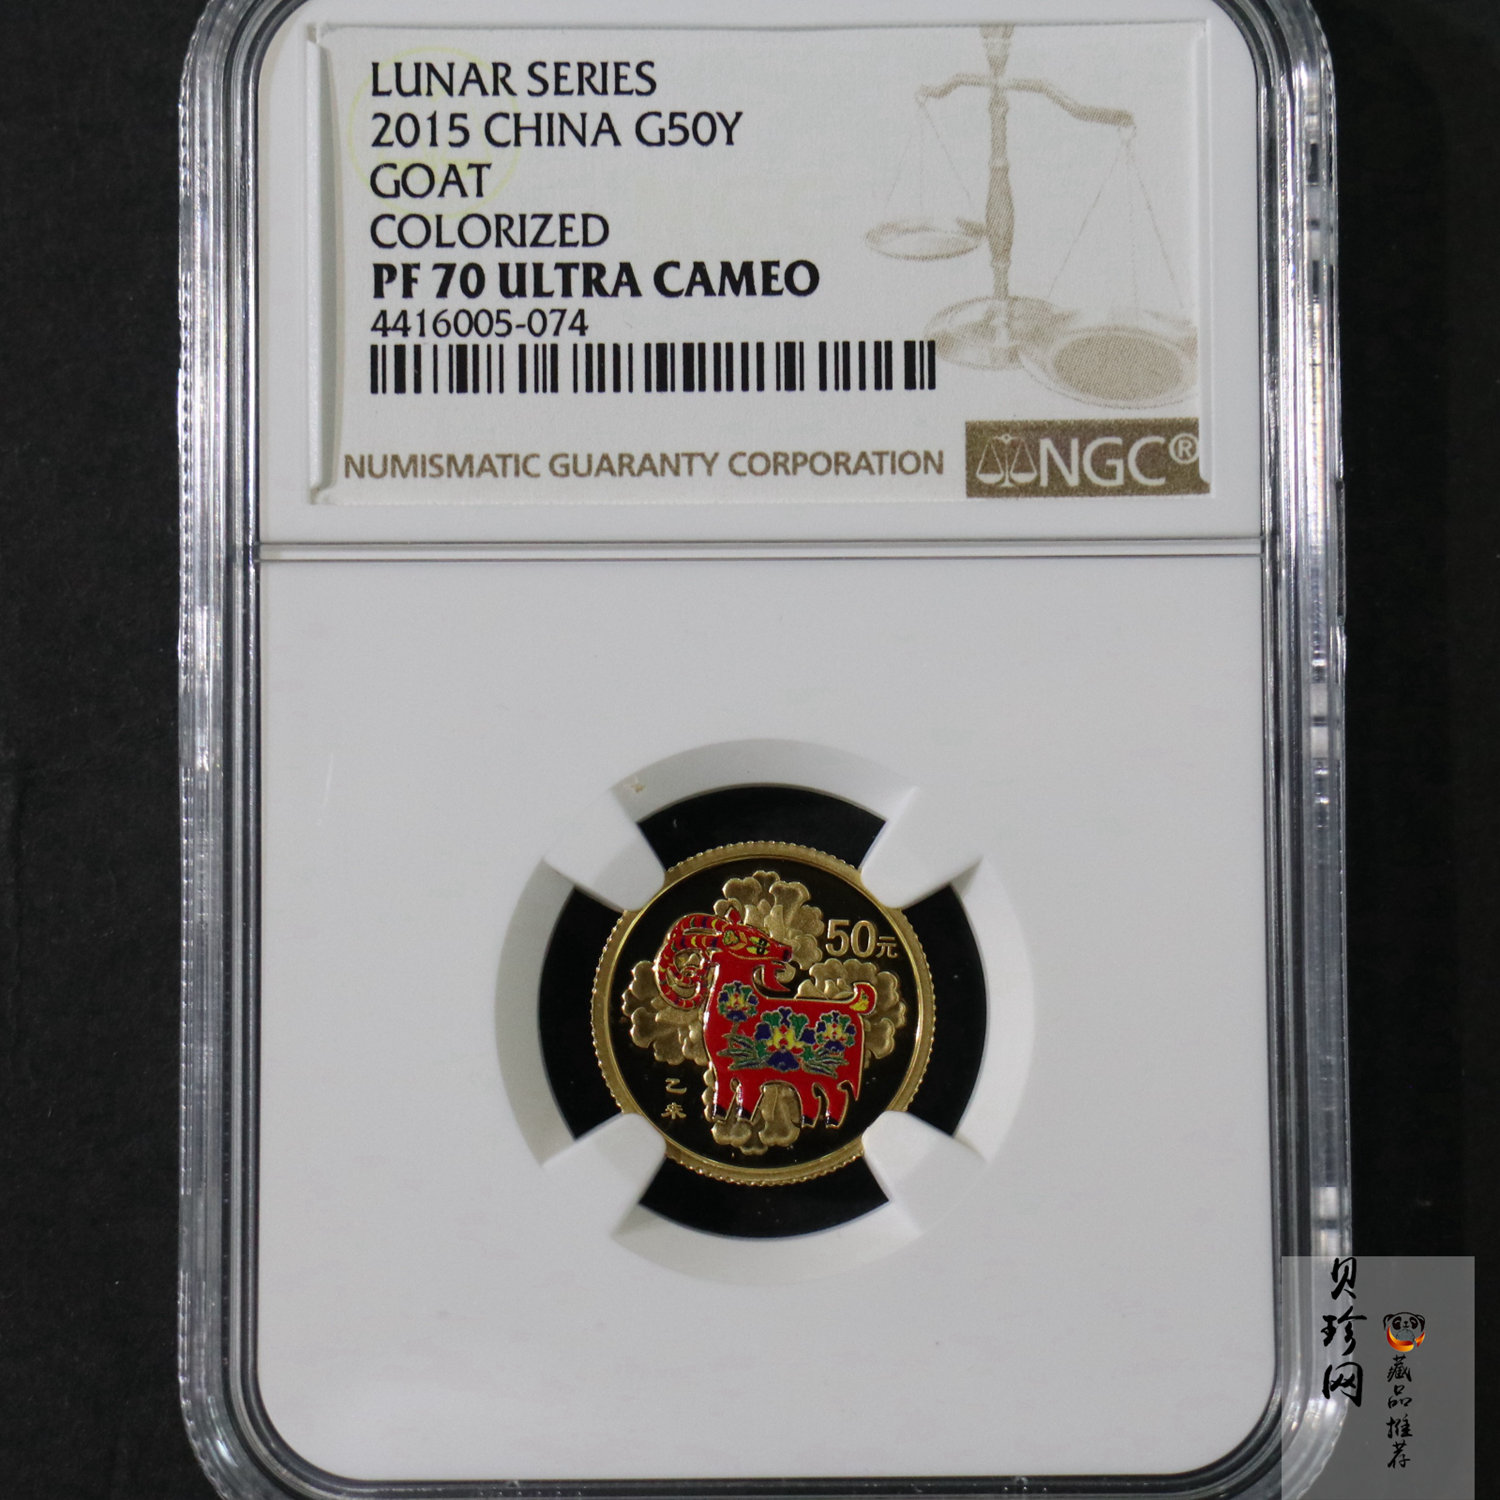 LUNAR SERIES
2015 CHINA G50Y
GOAT
COLORIZED
PF 70 ULTRA CAMEO
4416005-074
NUMISMATIC GUARANTY CORPORATION
NGC®
50元
乙未
贝珍网
藏品推荐